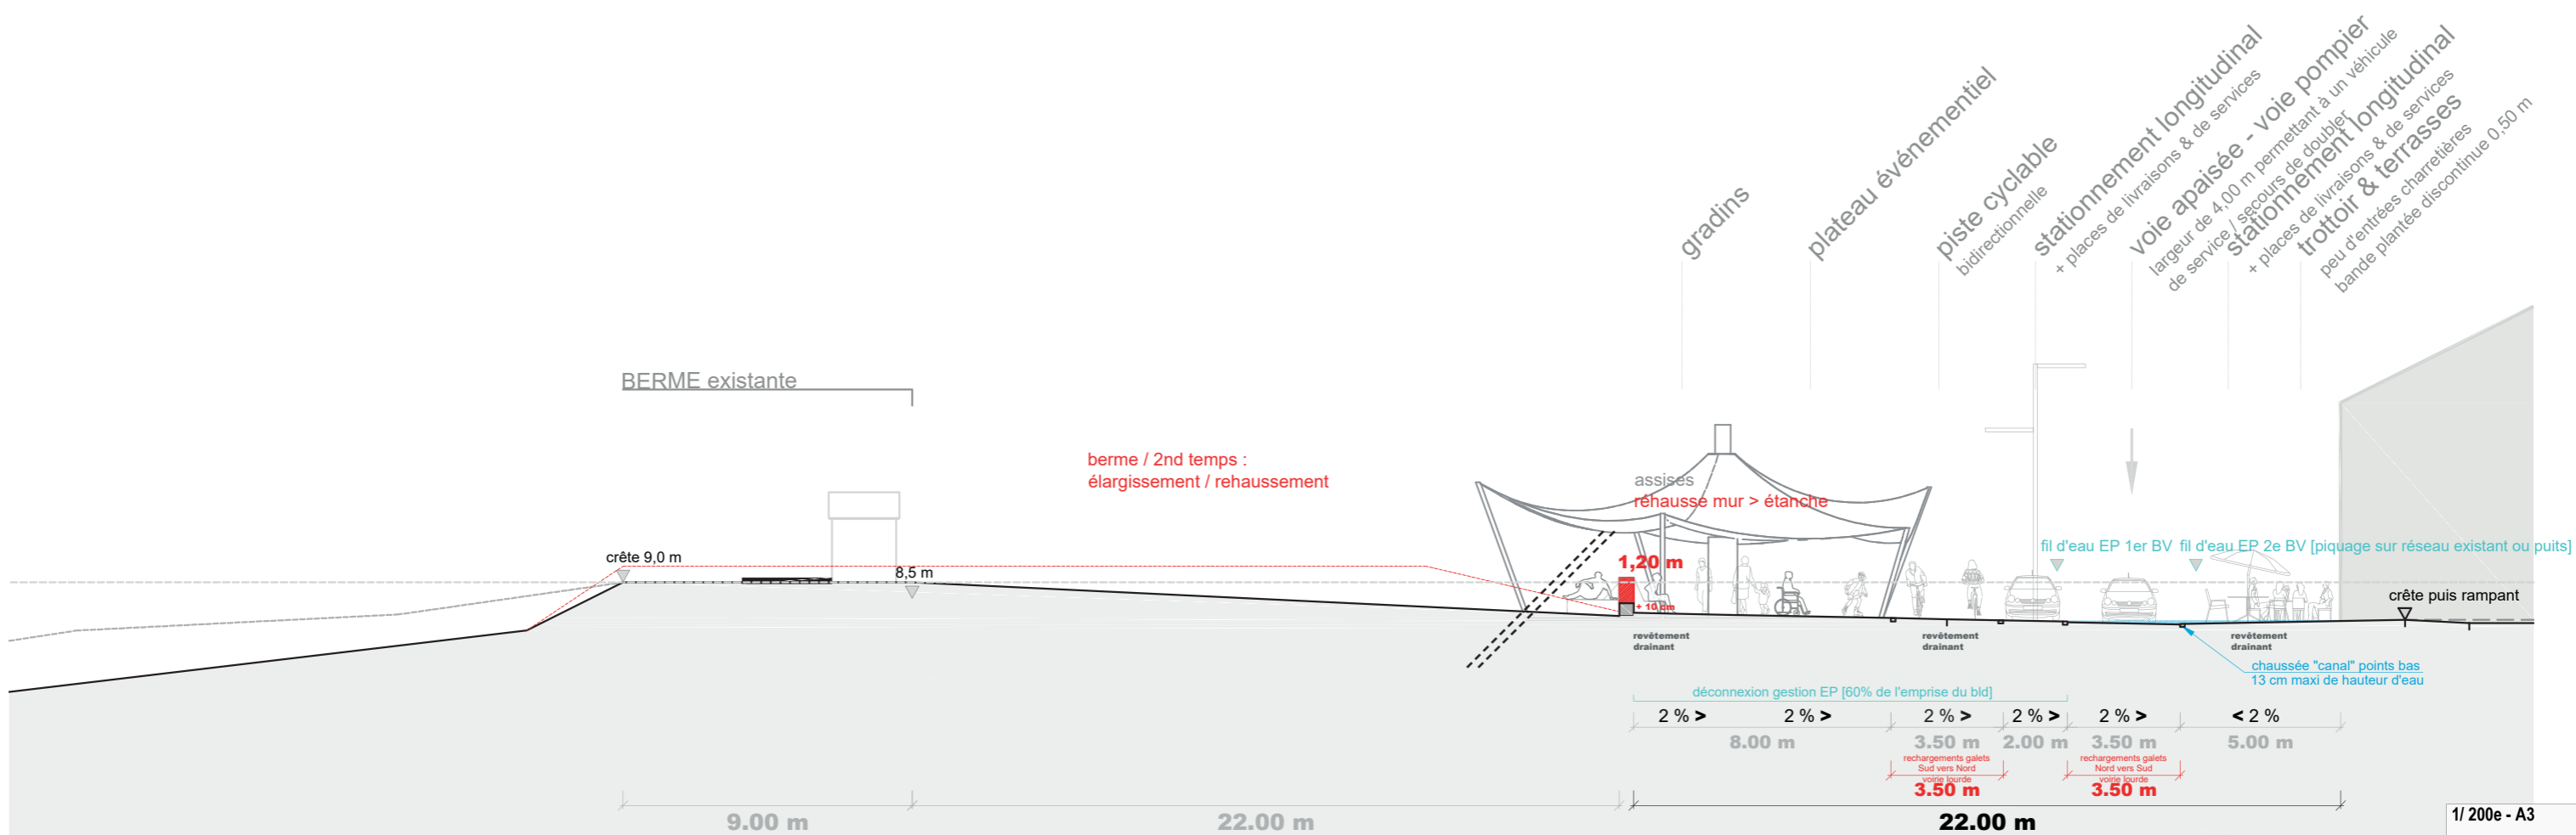 gradins
plateau événementiel
piste cyclable
bidirectionnelle
stationnement longitudinal
+ places de livraisons & de services
voie apaisée - voie pompier
largeur de 4,00 m permettant à un véhicule
de service / secours de doubler
stationnement longitudinal
+ places de livraisons & de services
trottoir & terrasses
peu d'entrées charretières
bande plantée discontinue 0,50 m
BERME existante
berme / 2nd temps :
élargissement / rehaussement
assises
réhausse mur > étanche
crête 9,0 m
8,5 m
1,20 m
+ 10 cm
fil d'eau EP 1er BV
fil d'eau EP 2e BV [piquage sur réseau existant ou puits]
crête puis rampant
revêtement
drainant
revêtement
drainant
revêtement
drainant
chaussée "canal" points bas
13 cm maxi de hauteur d'eau
déconnexion gestion EP [60% de l'emprise du bld]
2 % >
2 % >
2 % >
2 % >
2 % >
< 2 %
8.00 m
3.50 m
2.00 m
3.50 m
5.00 m
rechargements galets
Sud vers Nord
voirie lourde
3.50 m
rechargements galets
Nord vers Sud
voirie lourde
3.50 m
9.00 m
22.00 m
22.00 m
1/ 200e - A3